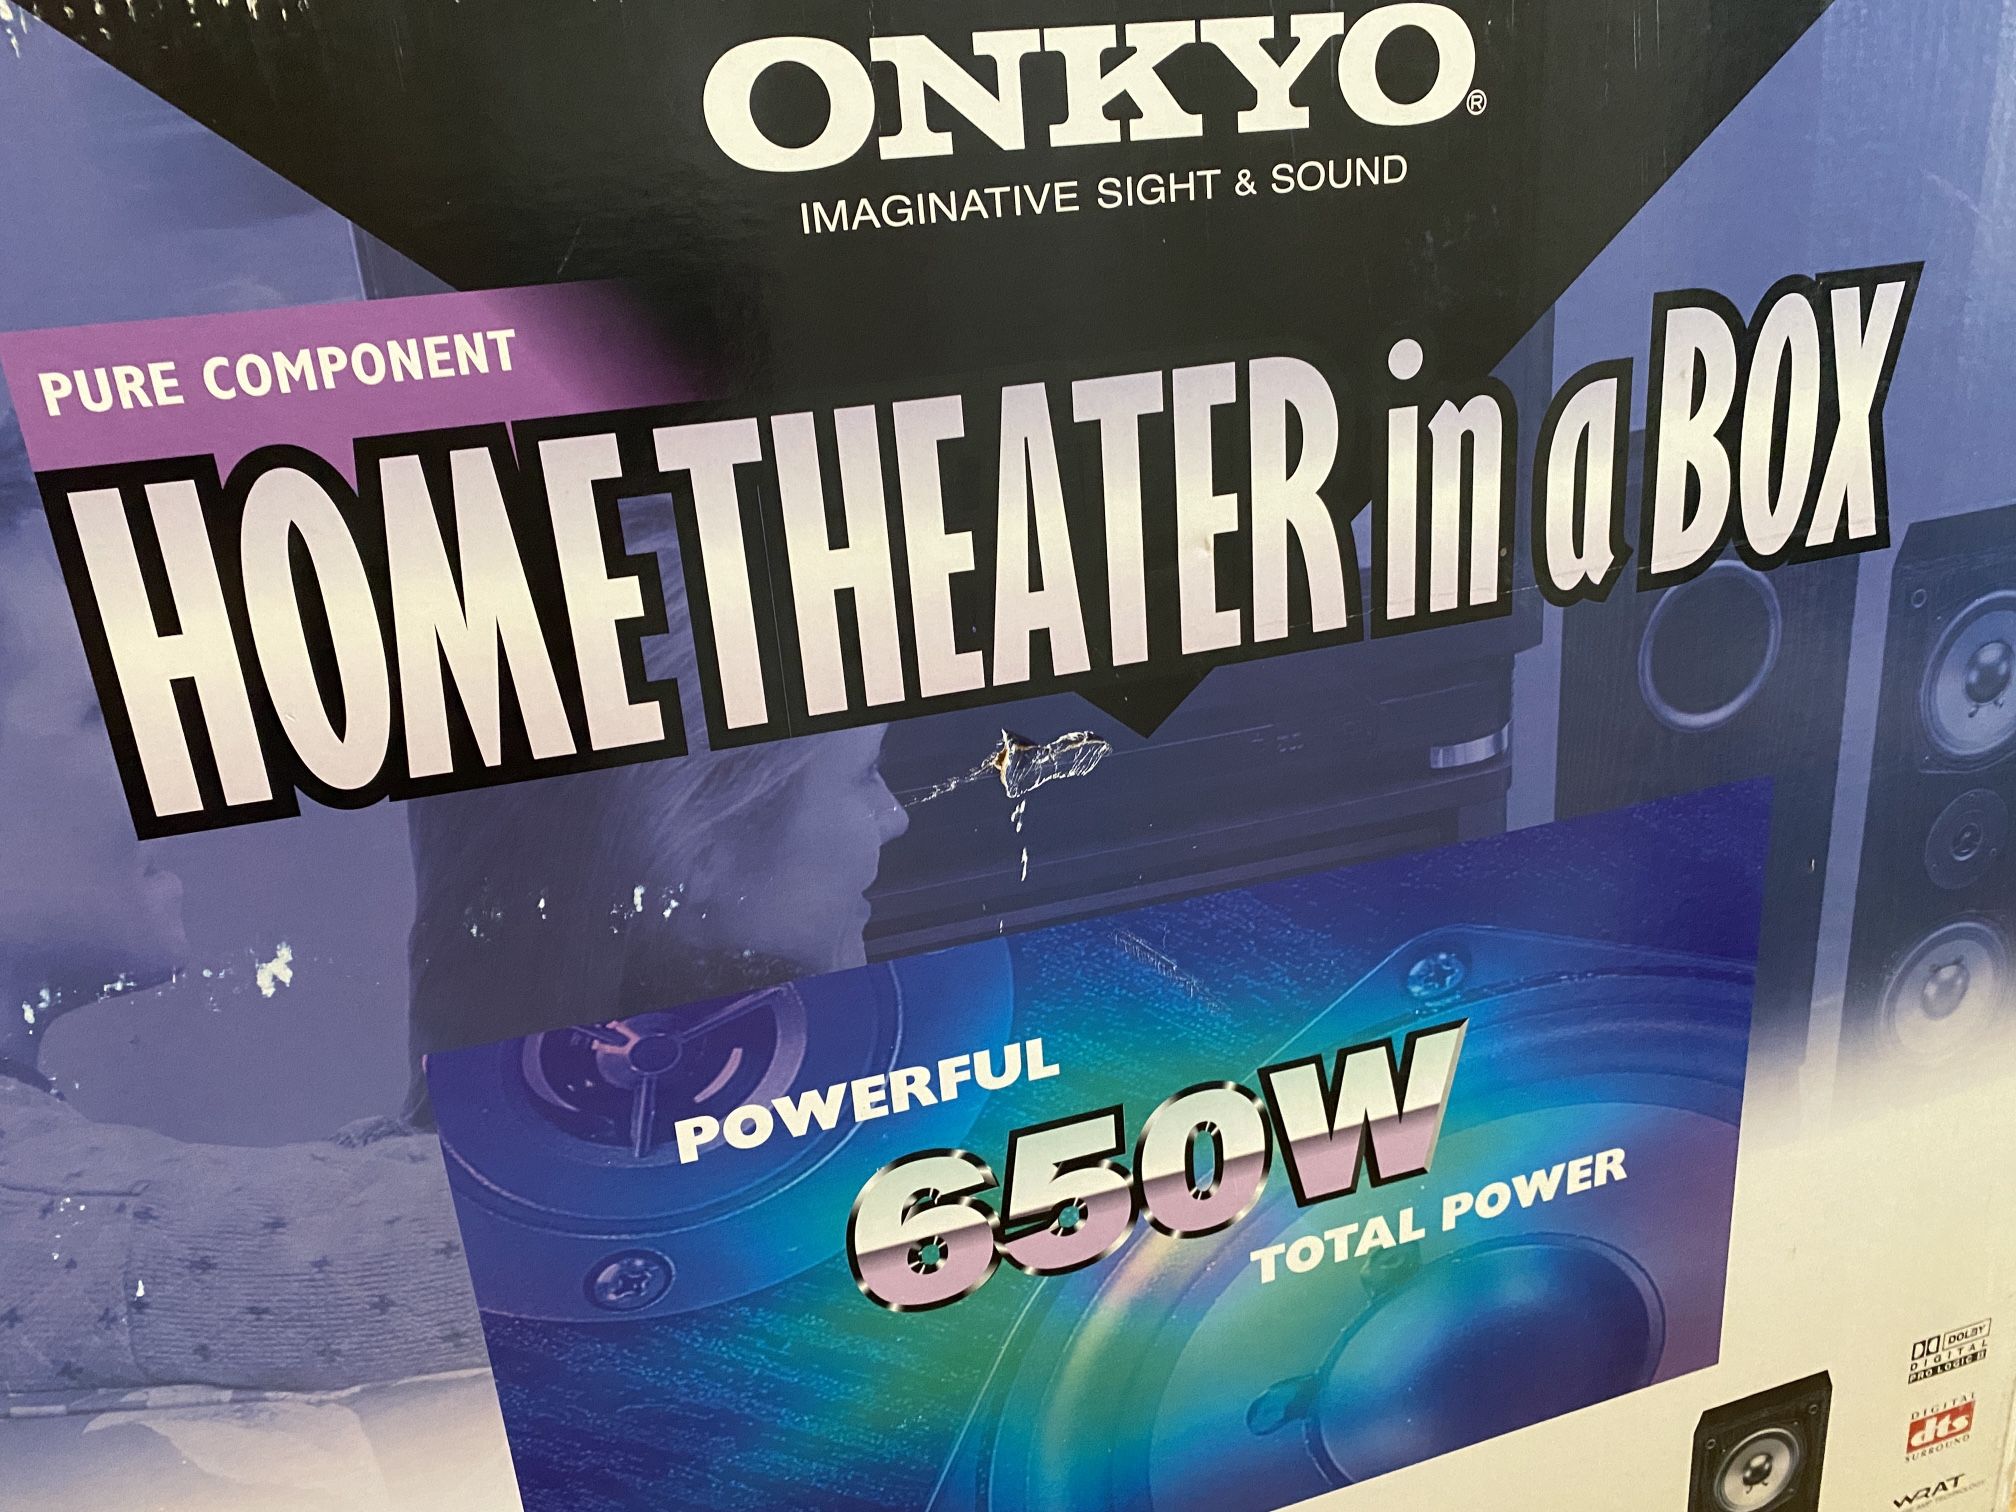 ONKYO®
IMAGINATIVE SIGHT & SOUND
PURE COMPONENT
HOME THEATER in a BOX
POWERFUL
650W
TOTAL POWER
DOLBY
DIGITAL
PRO LOGIC II
DIGITAL
dts
SURROUND
WRAT